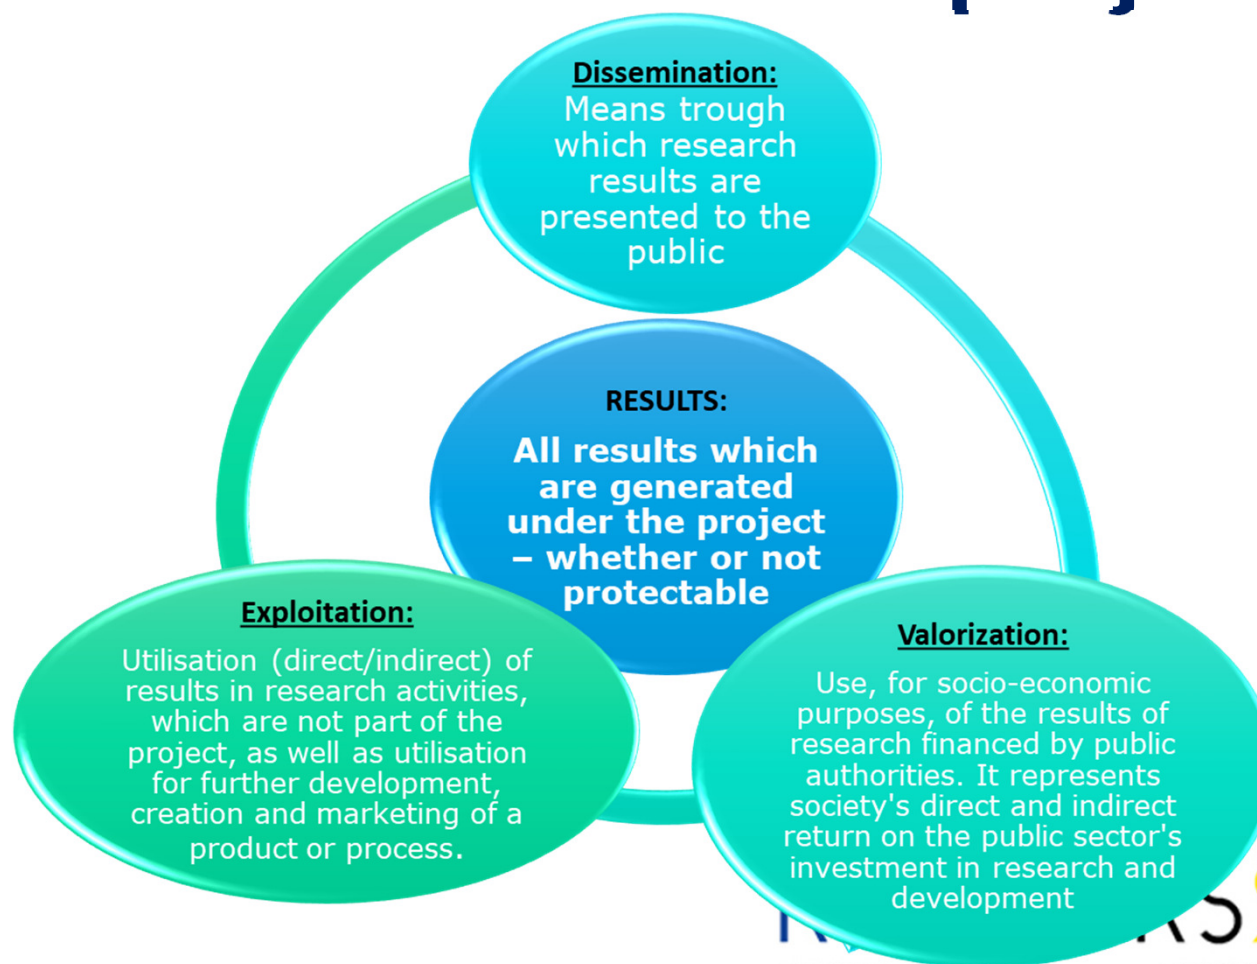 Dissemination:
Means trough
which research
results are
presented to the
public
RESULTS:
All results which
are generated
under the project
– whether or not
protectable
Exploitation:
Utilisation (direct/indirect) of
results in research activities,
which are not part of the
project, as well as utilisation
for further development,
creation and marketing of a
product or process.
Valorization:
Use, for socio-economic
purposes, of the results of
research financed by public
authorities. It represents
society's direct and indirect
return on the public sector's
investment in research and
development